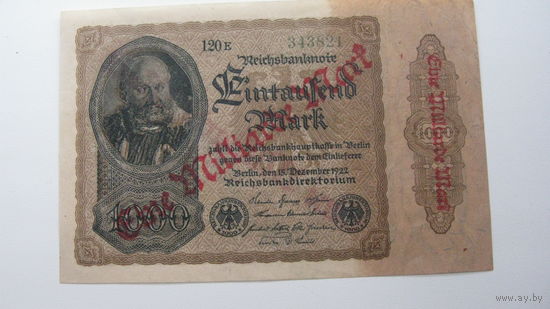 120 E 343821
Reichsbanknote
Eintausend
Mark
zahlt die Reichsbankhauptkasse in Berlin
gegen diese Banknote dem Einlieferer
Berlin, den 15. Dezember 1922
Reichsbankdirektorium
1000
Eine Milliarde Mark
Eine Milliarde Mark
1000
www.ay.by